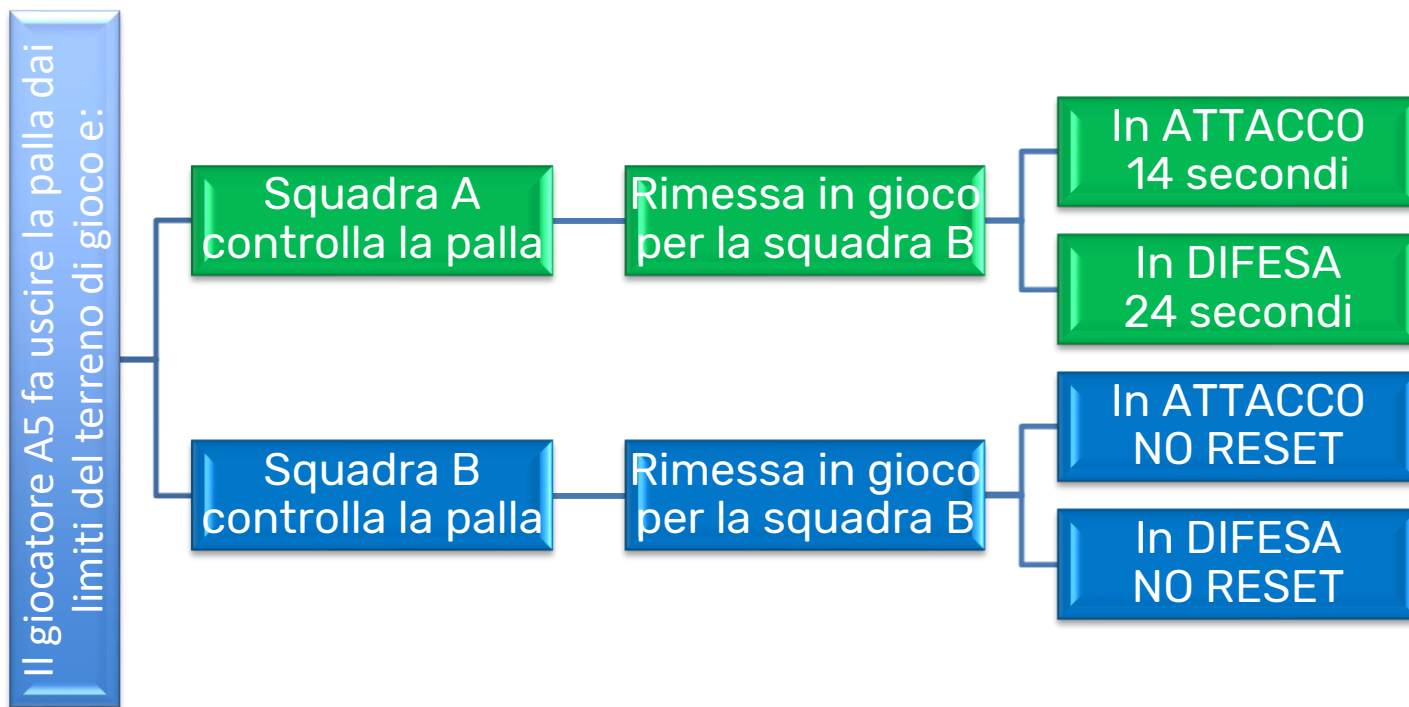 Il giocatore A5 fa uscire la palla dai
limiti del terreno di gioco e:
Squadra A
controlla la palla
Rimessa in gioco
per la squadra B
In ATTACCO
14 secondi
In DIFESA
24 secondi
Squadra B
controlla la palla
Rimessa in gioco
per la squadra B
In ATTACCO
NO RESET
In DIFESA
NO RESET